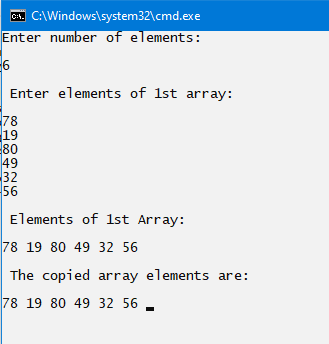 C:\Windows\system32\cmd.exe
Enter number of elements:
6
Enter elements of 1st array:
78
19
80
49
32
56
Elements of 1st Array:
78 19 80 49 32 56
The copied array elements are:
78 19 80 49 32 56